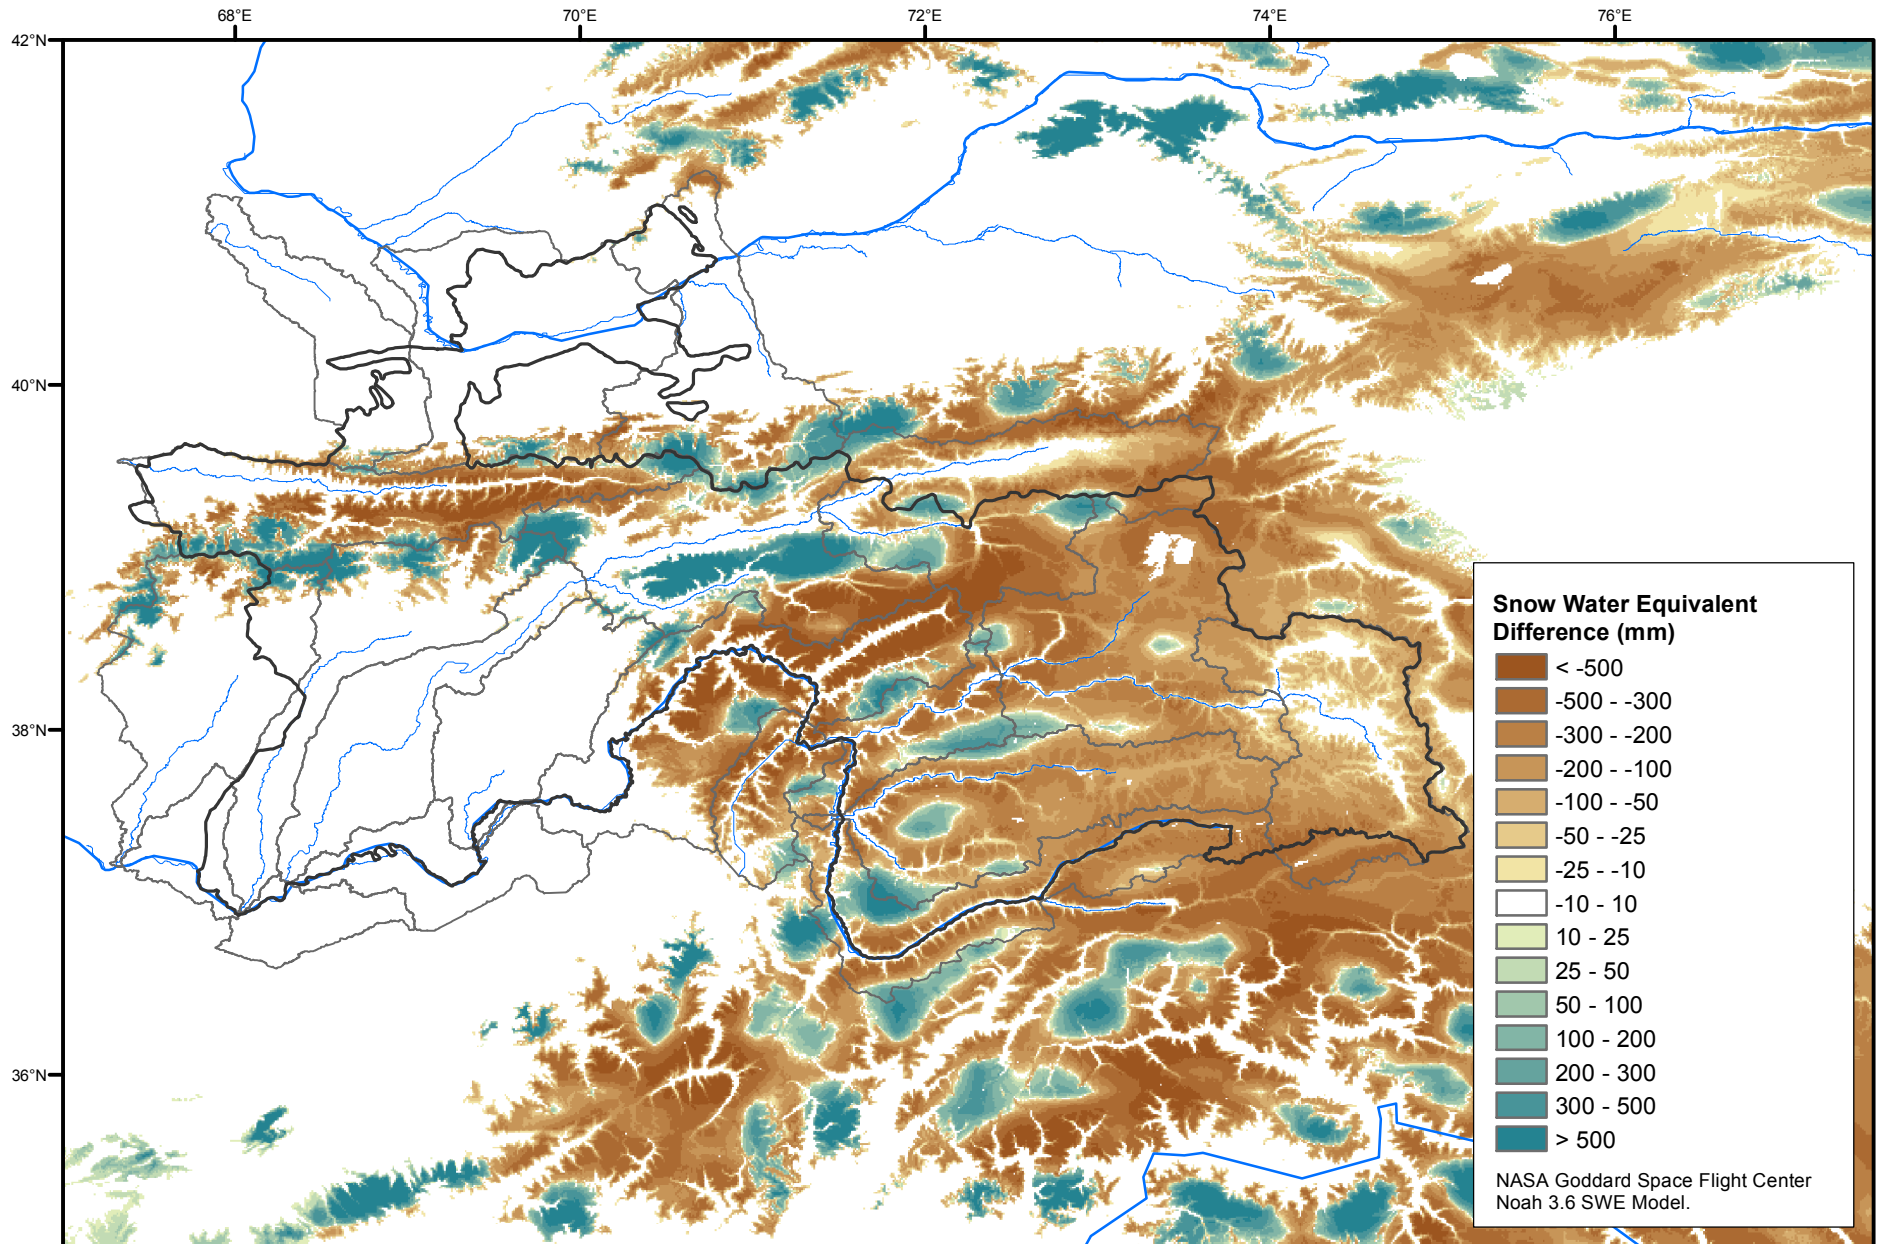 68°E 70°E 72°E 74°E 76°E
42°N
40°N
38°N
36°N
Snow Water Equivalent
Difference (mm)
< -500
-500 - -300
-300 - -200
-200 - -100
-100 - -50
-50 - -25
-25 - -10
-10 - 10
10 - 25
25 - 50
50 - 100
100 - 200
200 - 300
300 - 500
> 500
NASA Goddard Space Flight Center
Noah 3.6 SWE Model.